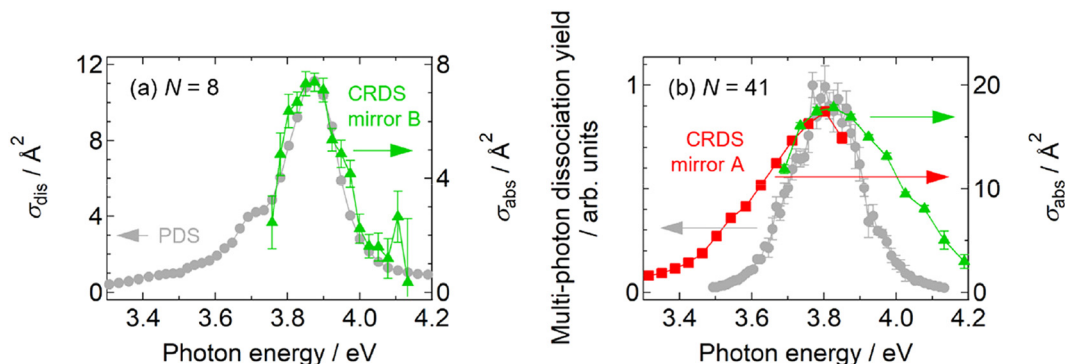 12
8
4
0
σdis / Å²
(a) N = 8
CRDS
mirror B
PDS
8
4
0
σabs / Å²
3.4 3.6 3.8 4.0 4.2
Photon energy / eV
Multi-photon dissociation yield
/ arb. units
1
0
(b) N = 41
CRDS
mirror A
20
10
0
σabs / Å²
3.4 3.6 3.8 4.0 4.2
Photon energy / eV